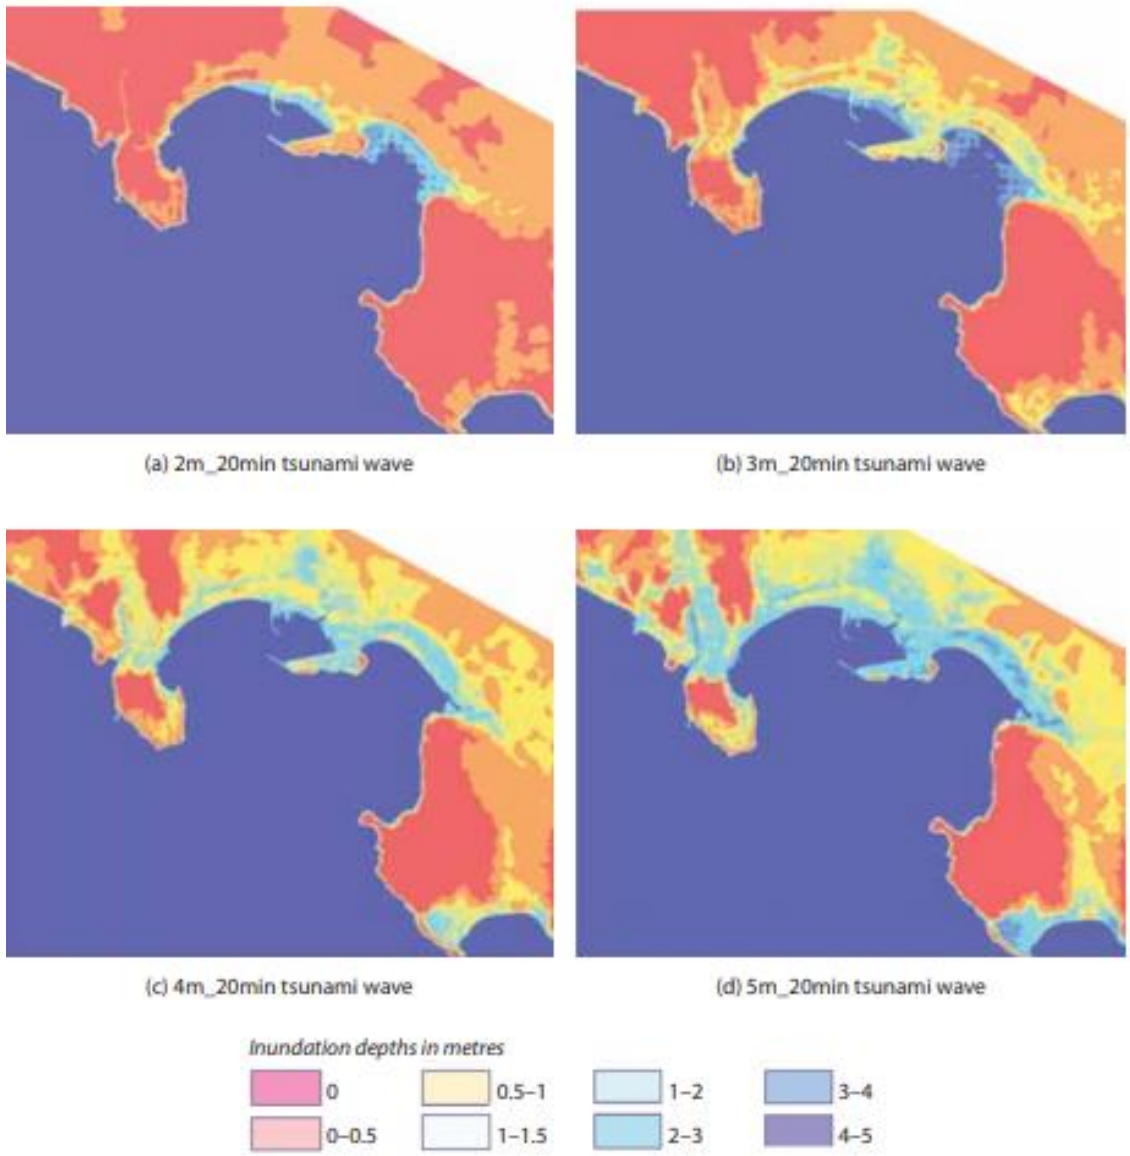 (a) 2m_20min tsunami wave
(b) 3m_20min tsunami wave
(c) 4m_20min tsunami wave
(d) 5m_20min tsunami wave
Inundation depths in metres
0
0.5–1
1–2
3–4
0–0.5
1–1.5
2–3
4–5